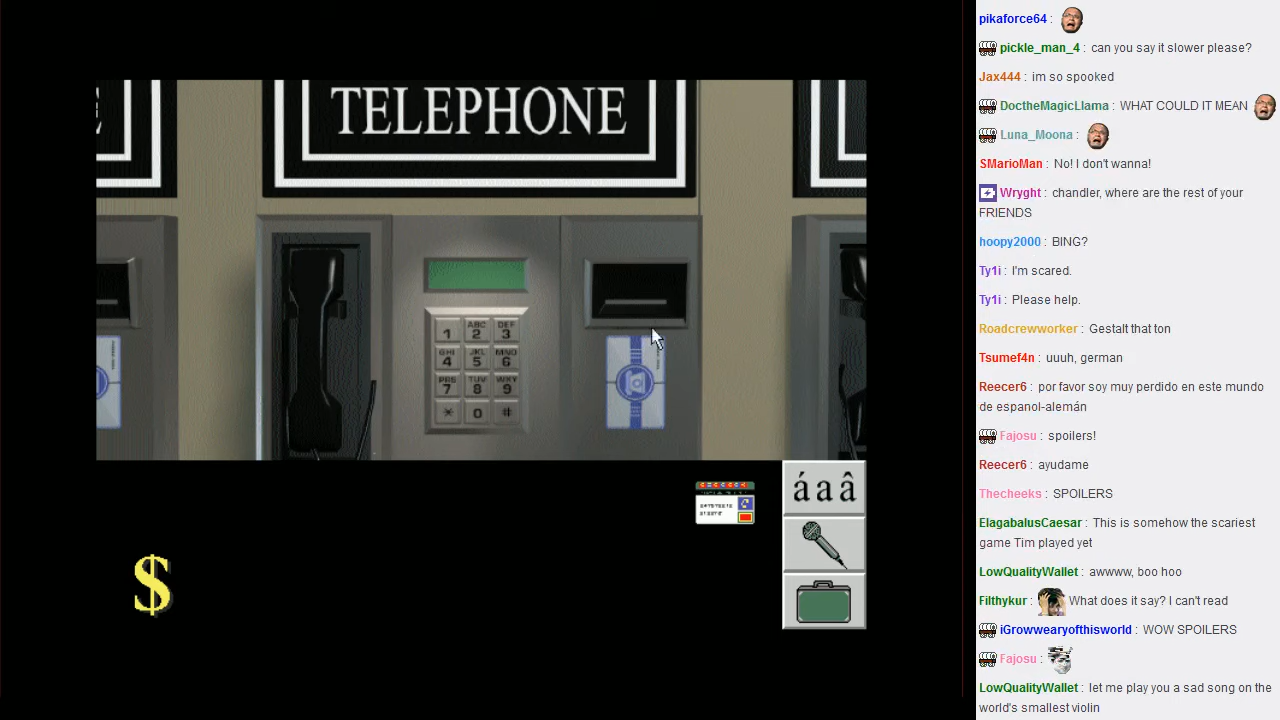 TELEPHONE
1
ABC
2
DEF
3
GHI
4
JKL
5
MNO
6
PRS
7
TUV
8
WXY
9
*
0
#
$
á a â
pikaforce64 :
pickle_man_4 : can you say it slower please?
Jax444 : im so spooked
DoctheMagicLlama : WHAT COULD IT MEAN
Luna_Moona :
SMarioMan : No! I don't wanna!
Wryght : chandler, where are the rest of your
FRIENDS
hoopy2000 : BING?
Ty1i : I'm scared.
Ty1i : Please help.
Roadcrewworker : Gestalt that ton
Tsumef4n : uuuh, german
Reecer6 : por favor soy muy perdido en este mundo
de espanol-alemán
Fajosu : spoilers!
Reecer6 : ayudame
Thecheeks : SPOILERS
ElagabalusCaesar : This is somehow the scariest
game Tim played yet
LowQualityWallet : awwww, boo hoo
Filthykur : What does it say? I can't read
iGrowwearyofthisworld : WOW SPOILERS
Fajosu :
LowQualityWallet : let me play you a sad song on the
world's smallest violin